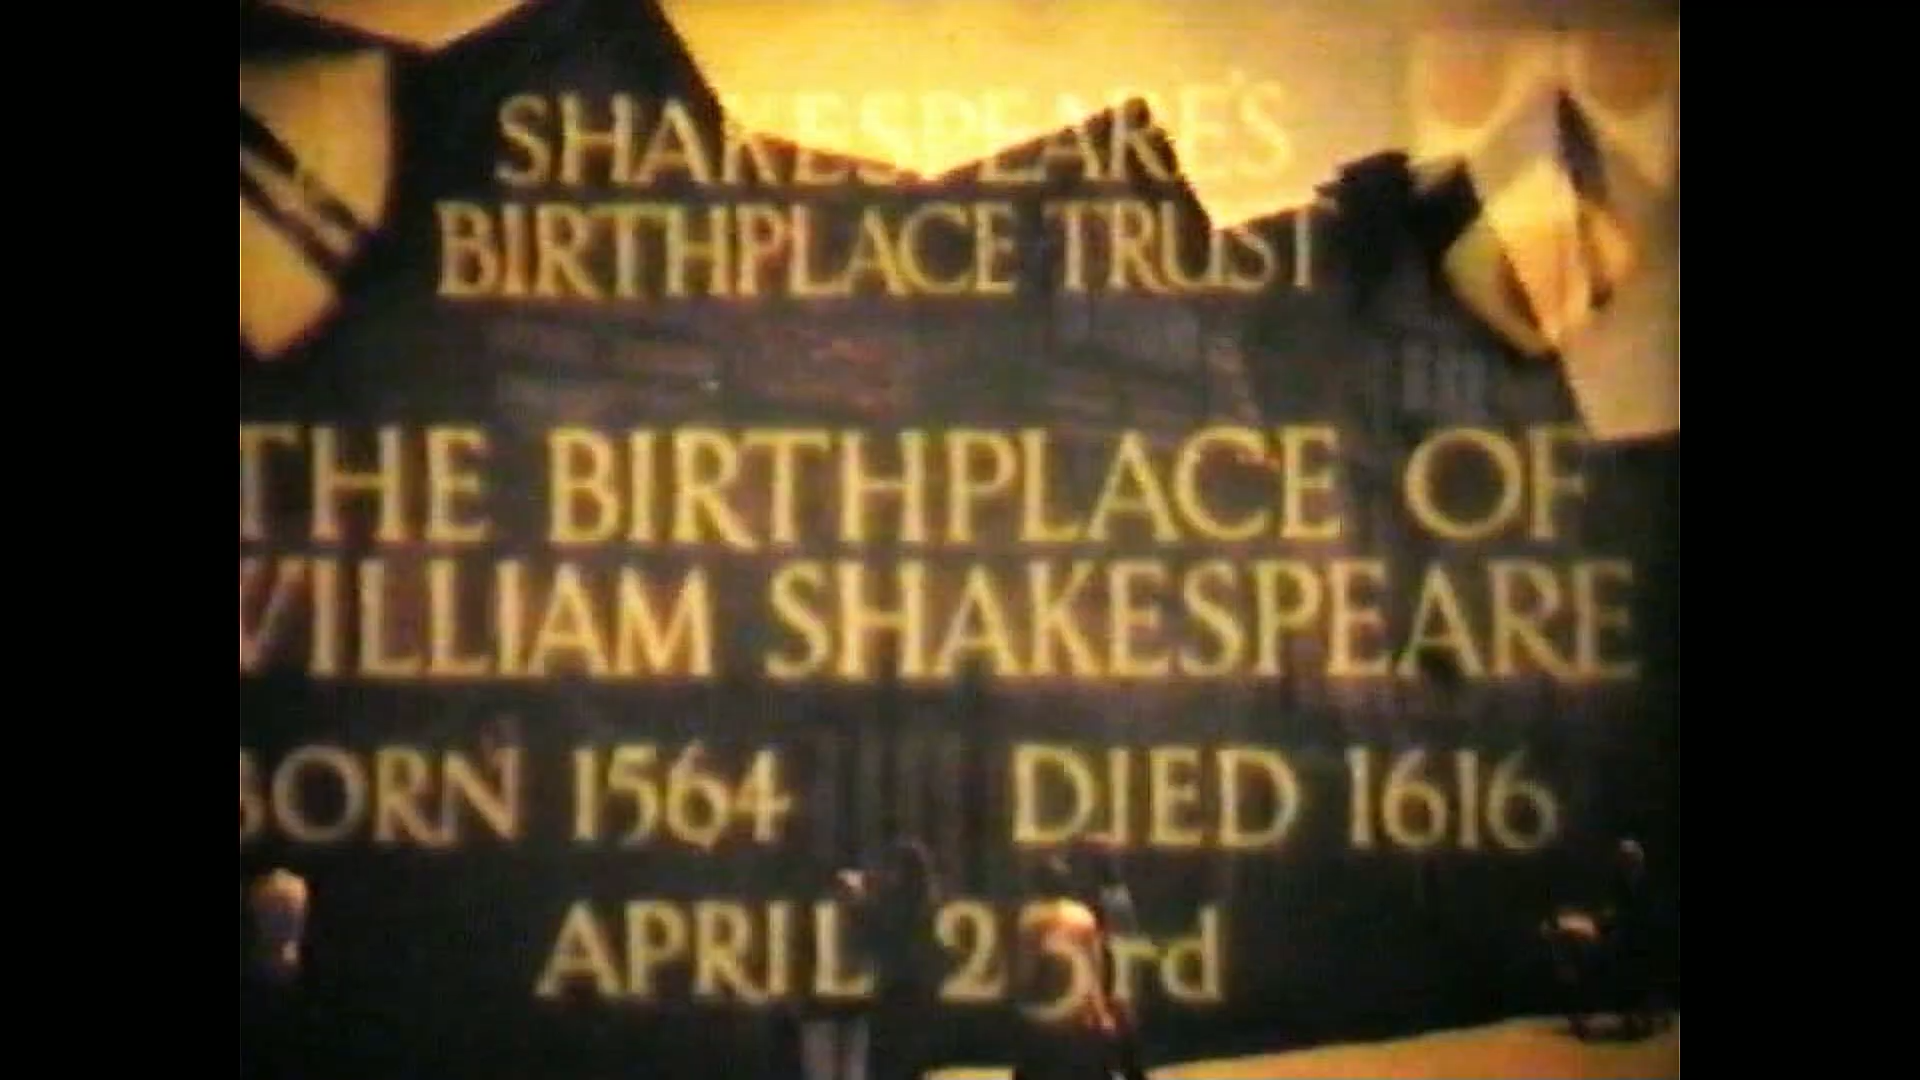 SHAKESPEARE'S
BIRTHPLACE TRUST
THE BIRTHPLACE OF
WILLIAM SHAKESPEARE
BORN 1564 DIED 1616
APRIL 23rd